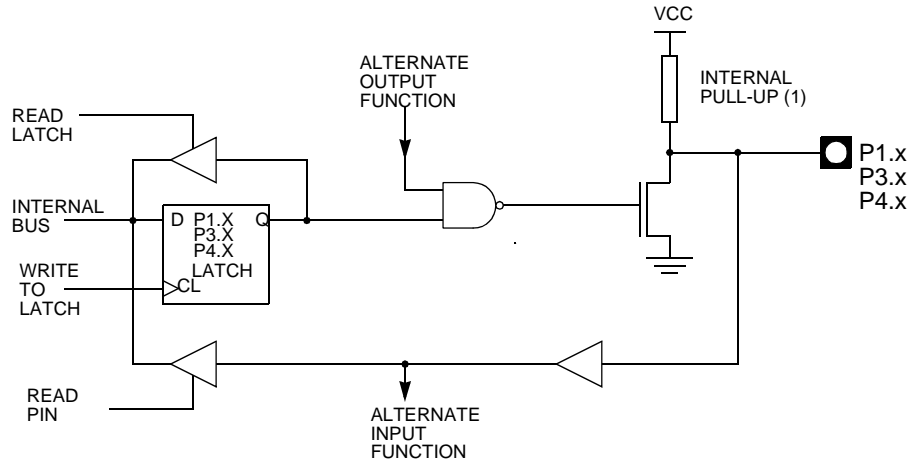 VCC
ALTERNATE
OUTPUT
FUNCTION
INTERNAL
PULL-UP (1)
READ
LATCH
P1.x
P3.x
P4.x
INTERNAL
BUS
D P1.X Q
P3.X
P4.X
LATCH
CL
WRITE
TO
LATCH
READ
PIN
ALTERNATE
INPUT
FUNCTION